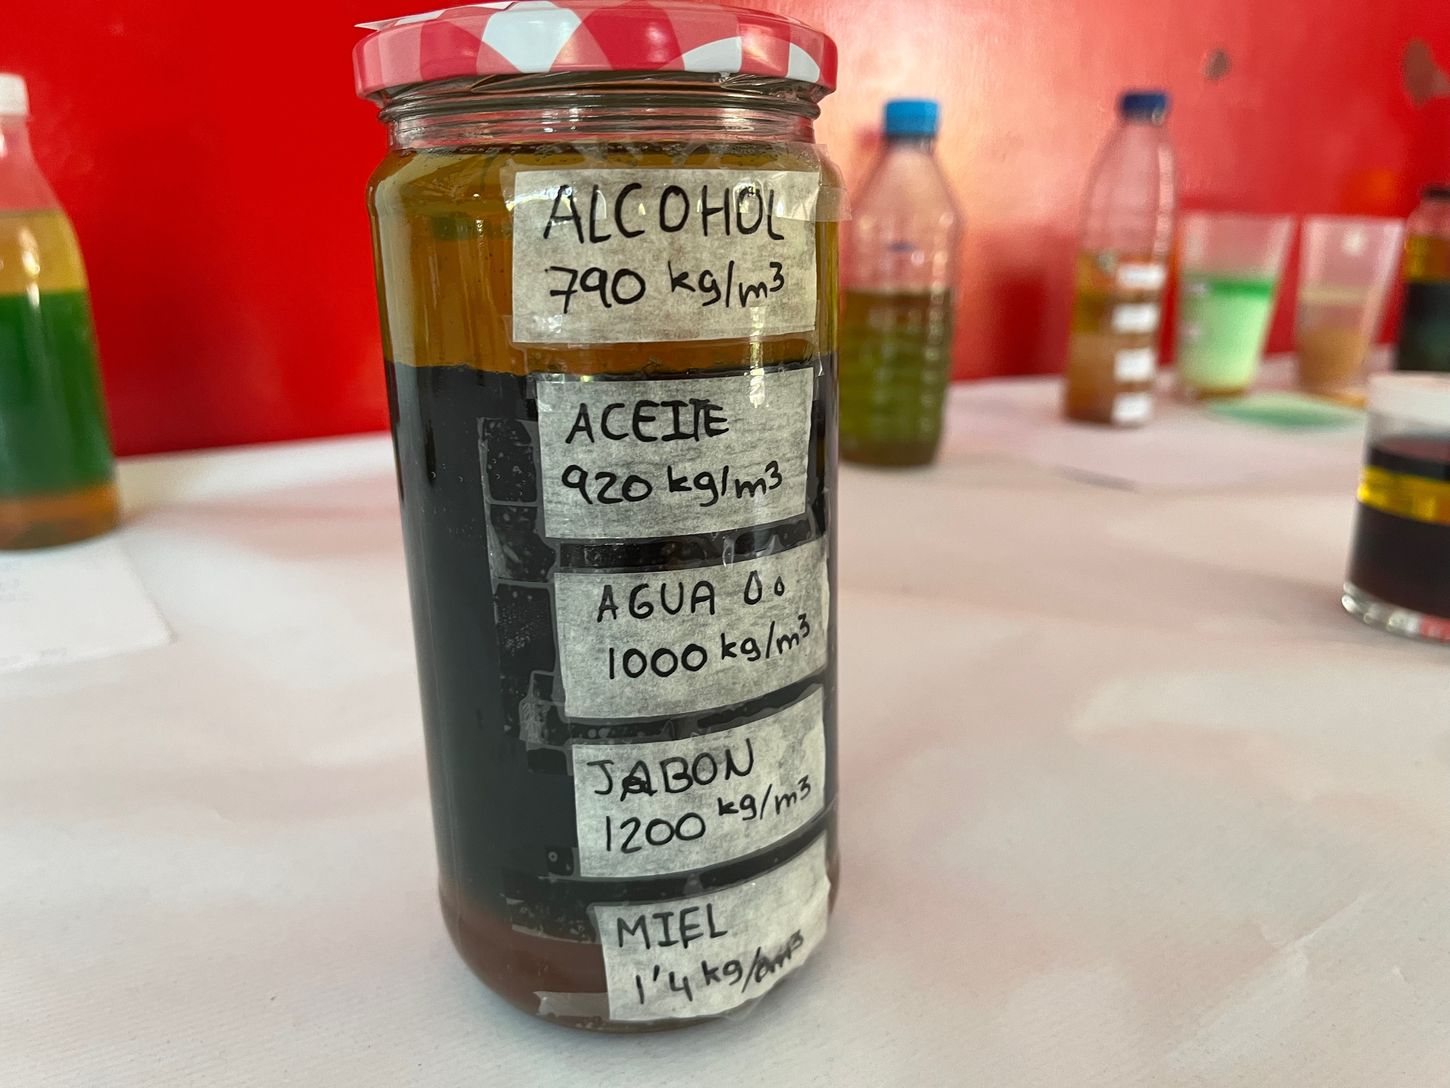 ALCOHOL
790 kg/m³
ACEITE
920 kg/m³
AGUA
1000 kg/m³
JABON
1200 kg/m³
MIEL
1'4 kg/m³